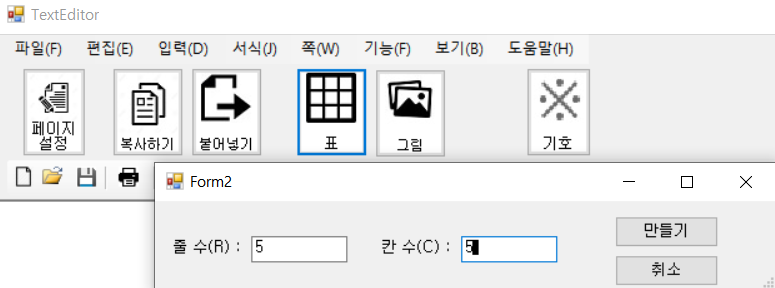 TextEditor
파일(F) 편집(E) 입력(D) 서식(J) 쪽(W) 기능(F) 보기(B) 도움말(H)
페이지 설정 복사하기 붙어넣기 표 그림 기호
Form2
줄 수(R) : 5 칸 수(C) : 5 만들기
취소